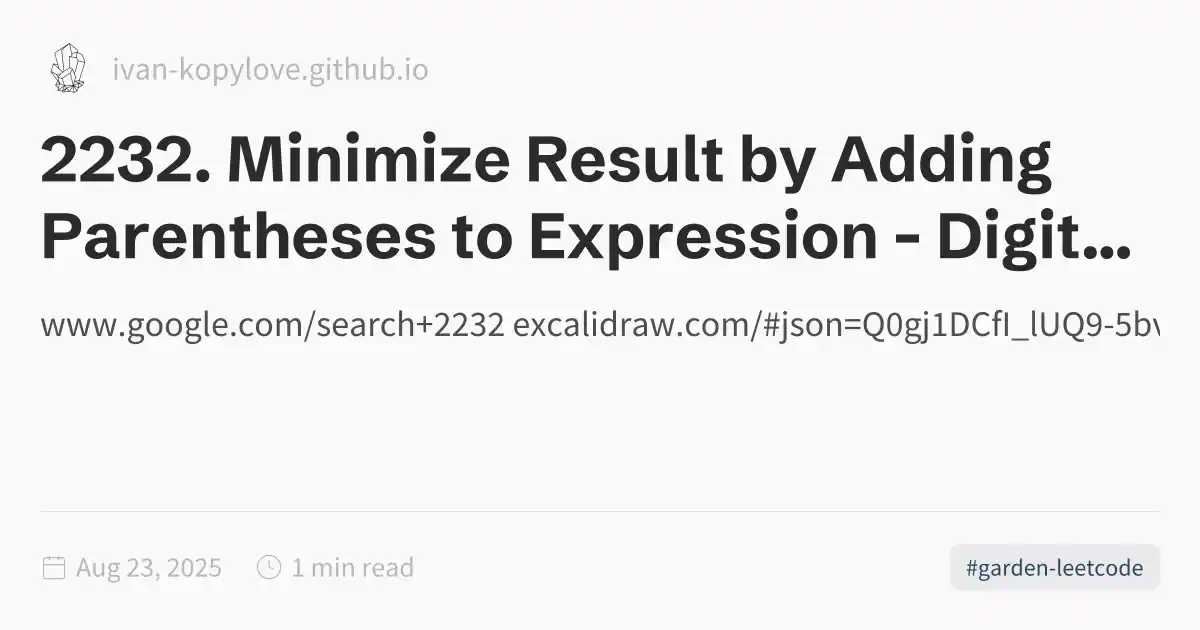 ivan-kopylove.github.io
2232. Minimize Result by Adding
Parentheses to Expression - Digit...
www.google.com/search+2232 excalidraw.com/#json=Q0gj1DCfI_lUQ9-5b
Aug 23, 2025 1 min read #garden-leetcode